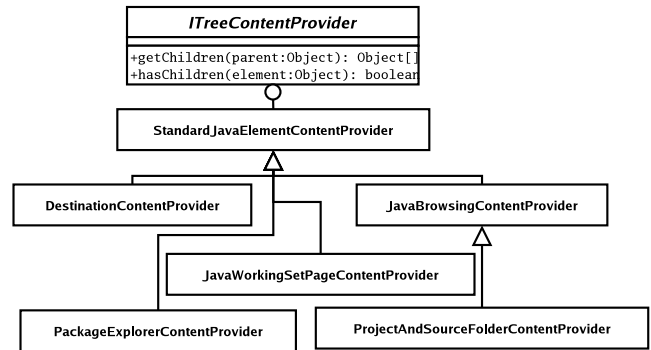 ITreeContentProvider
+getChildren(parent:Object): Object[]
+hasChildren(element:Object): boolean
StandardJavaElementContentProvider
DestinationContentProvider
JavaBrowsingContentProvider
JavaWorkingSetPageContentProvider
PackageExplorerContentProvider
ProjectAndSourceFolderContentProvider